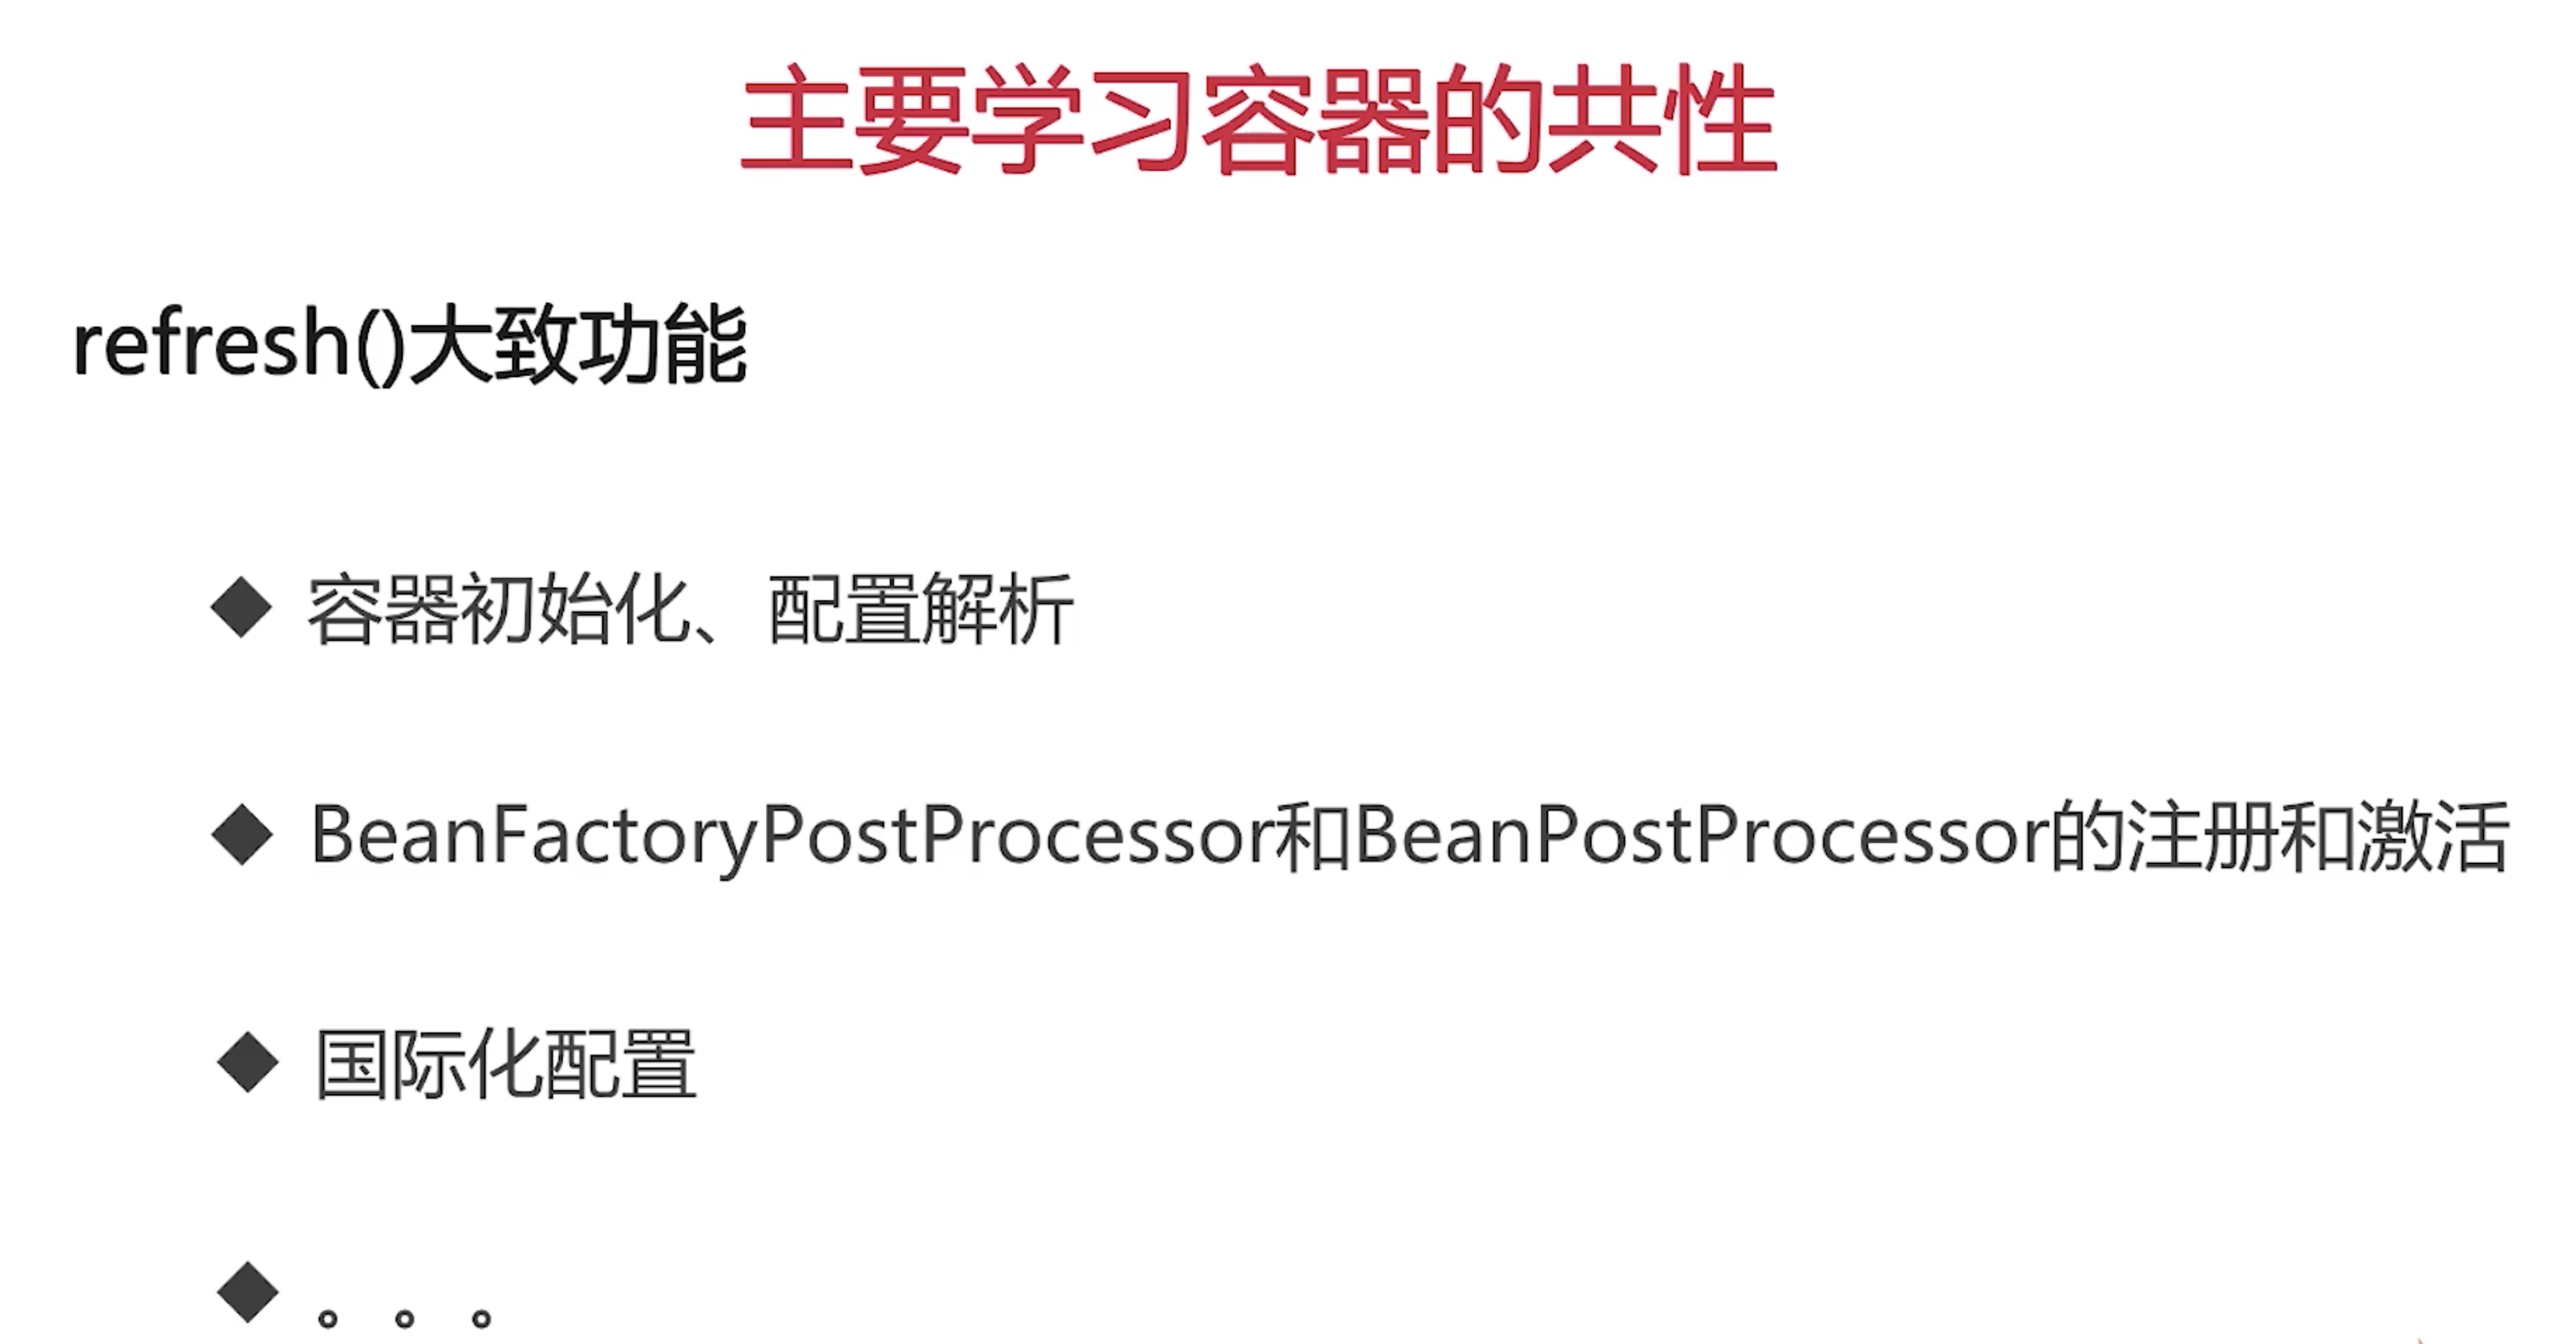 主要学习容器的共性
refresh()大致功能
◆ 容器初始化、配置解析
◆ BeanFactoryPostProcessor和BeanPostProcessor的注册和激活
◆ 国际化配置
◆ 。。。